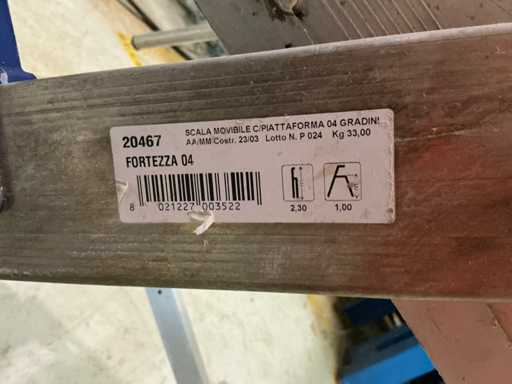 20467
SCALA MOVIBILE C/PIATTAFORMA 04 GRADINI
AA/MM Costr. 23/03 Lotto N. P 024 Kg 33,00
FORTEZZA 04
8 021227 003522
2,30
1,00